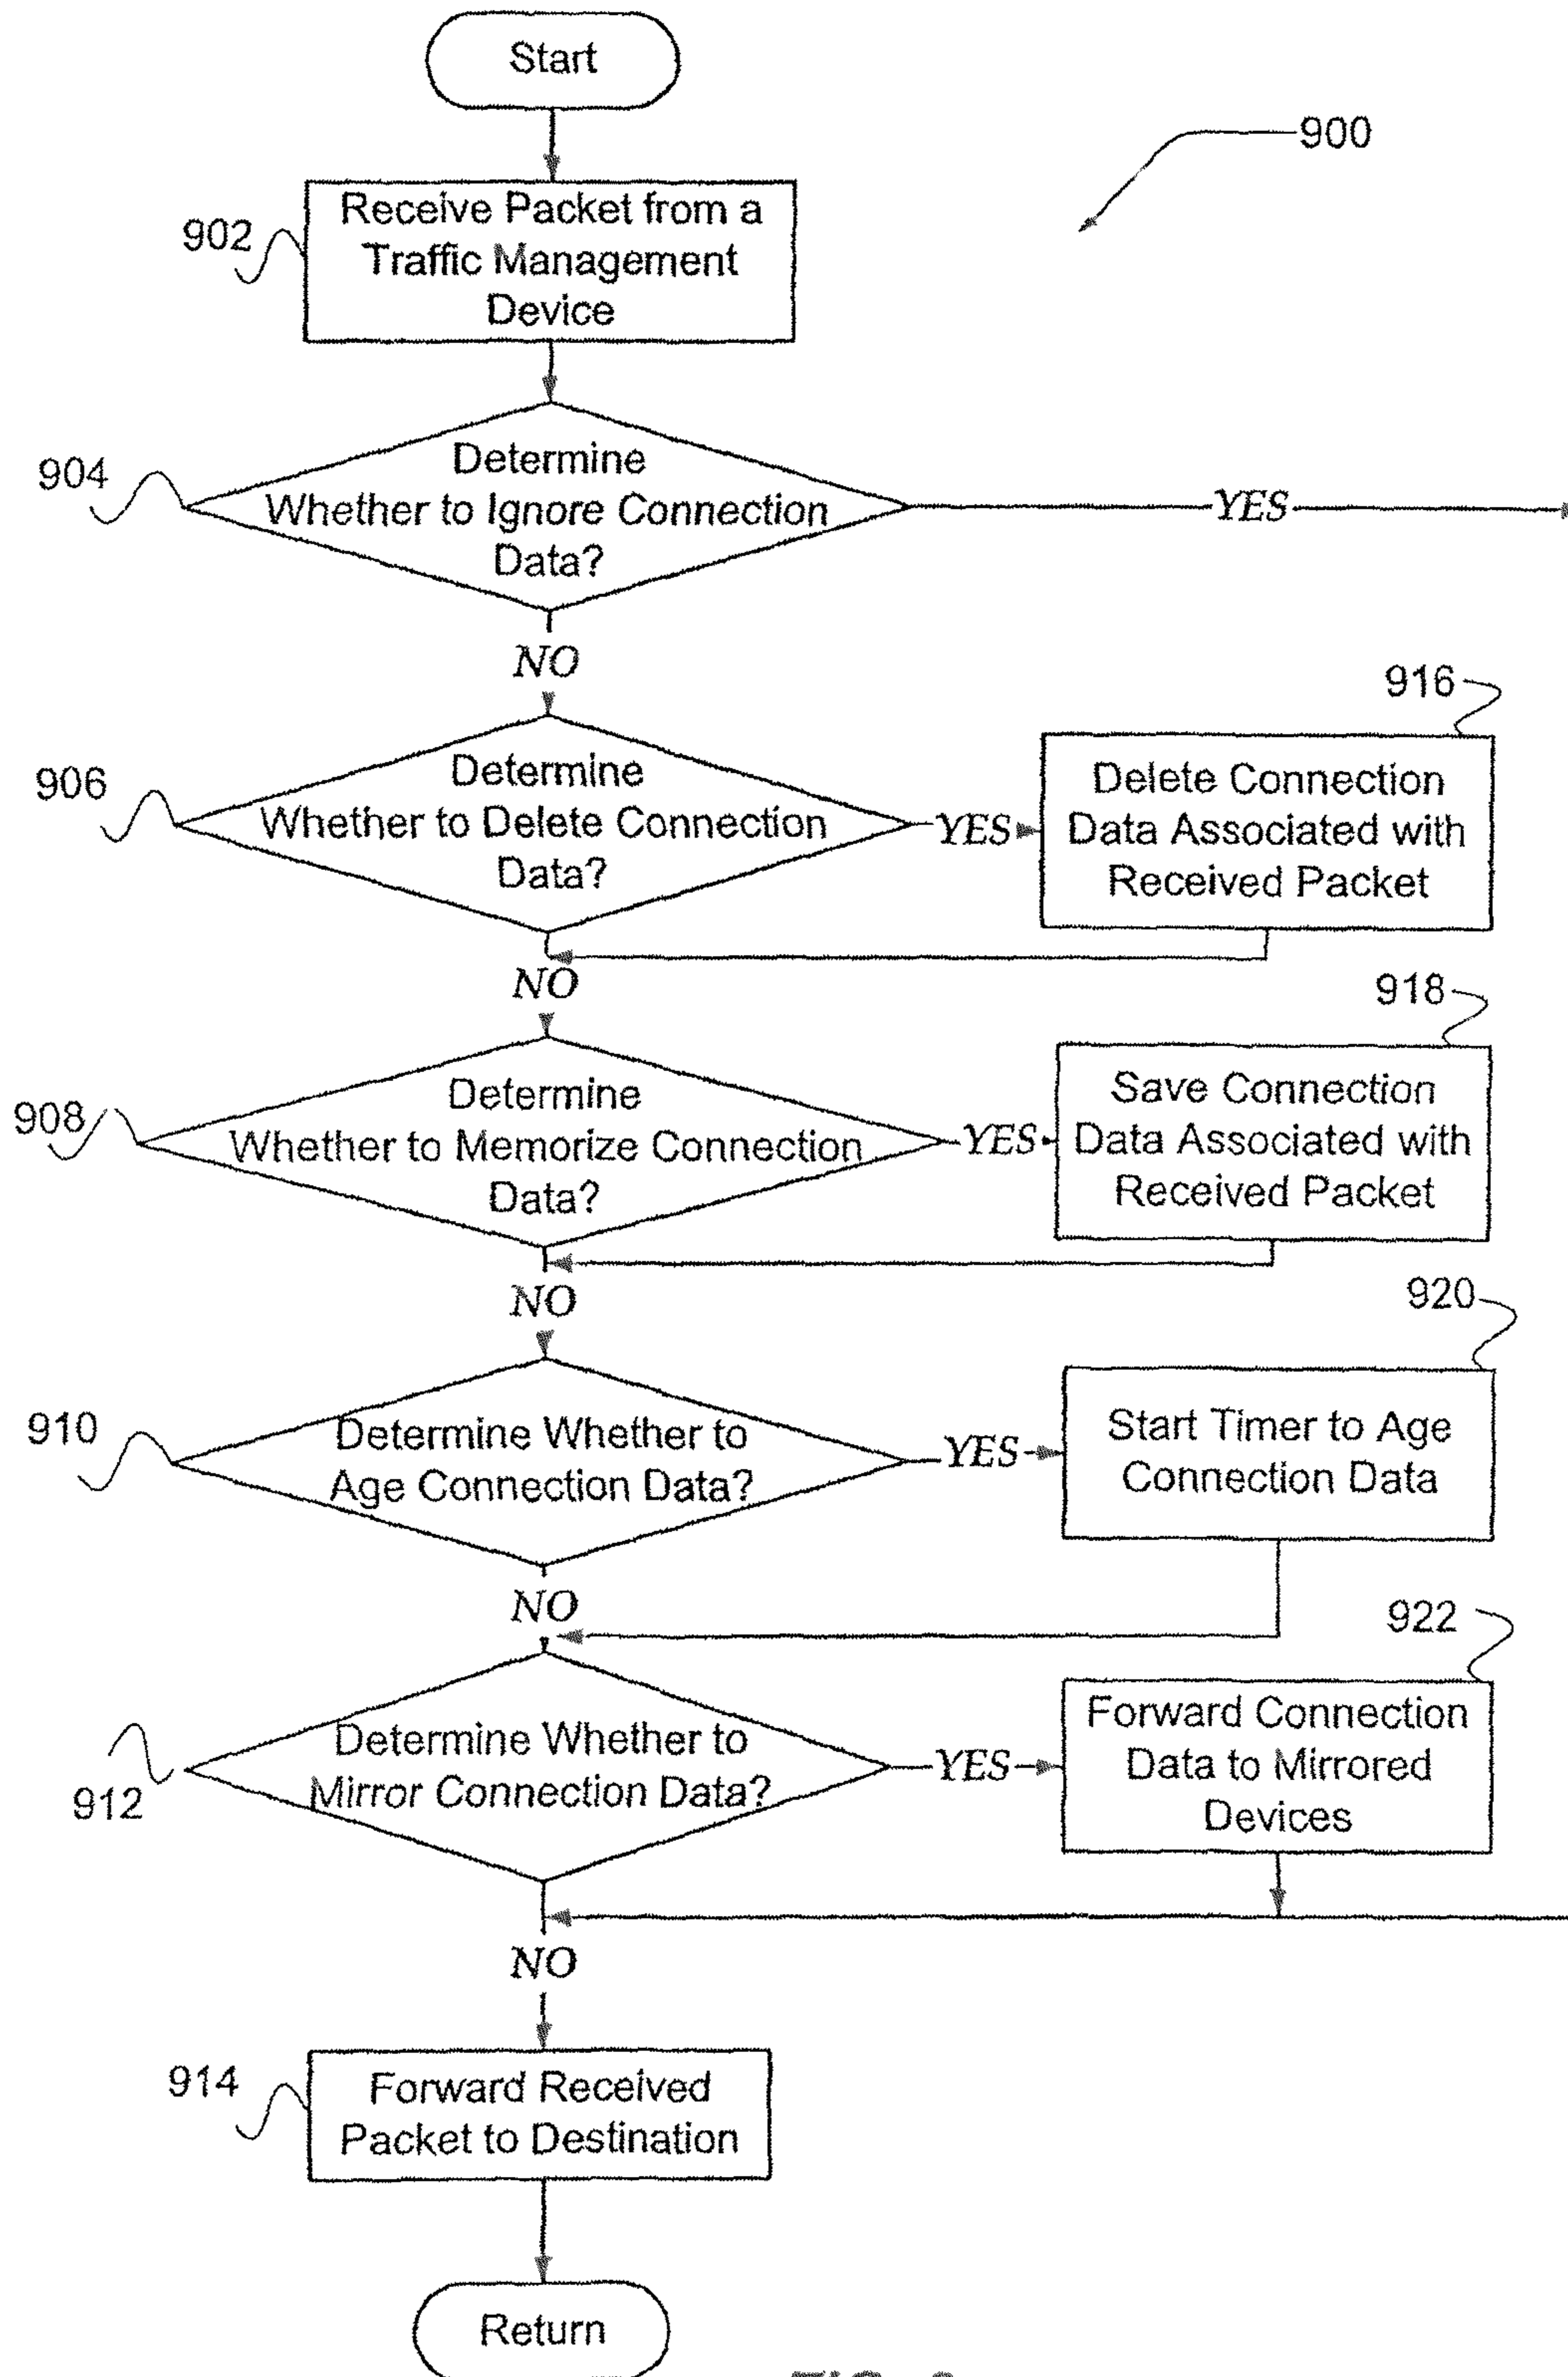 Start
900
902
Receive Packet from a
Traffic Management
Device
904
Determine
Whether to Ignore Connection
Data?
YES
NO
916
906
Determine
Whether to Delete Connection
Data?
YES
Delete Connection
Data Associated with
Received Packet
NO
918
908
Determine
Whether to Memorize Connection
Data?
YES
Save Connection
Data Associated with
Received Packet
NO
920
910
Determine Whether to
Age Connection Data?
YES
Start Timer to Age
Connection Data
NO
922
912
Determine Whether to
Mirror Connection Data?
YES
Forward Connection
Data to Mirrored
Devices
NO
914
Forward Received
Packet to Destination
Return